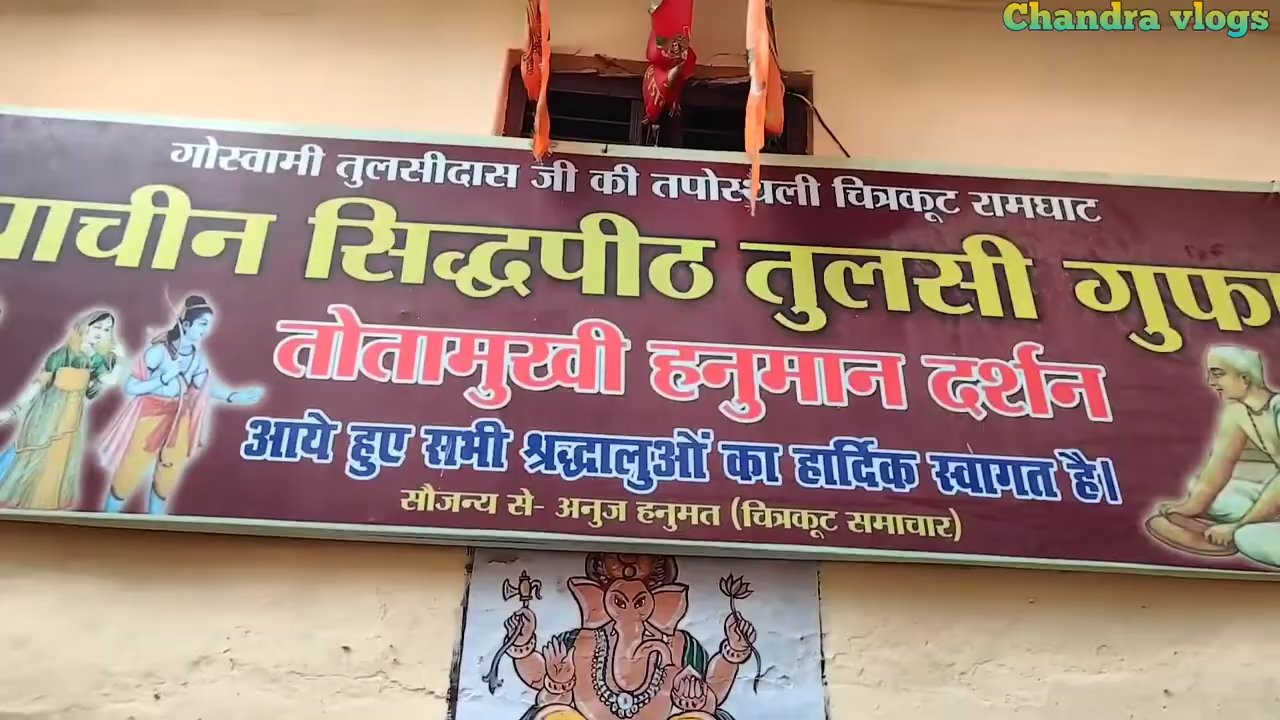 Chandra vlogs
गोस्वामी तुलसीदास जी की तपोस्थली चित्रकूट रामघाट
प्राचीन सिद्धपीठ तुलसी गुफा
तोतामुखी हनुमान दर्शन
आये हुए सभी श्रद्धालुओं का हार्दिक स्वागत है।
सौजन्य से- अनुज हनुमत (चित्रकूट समाचार)